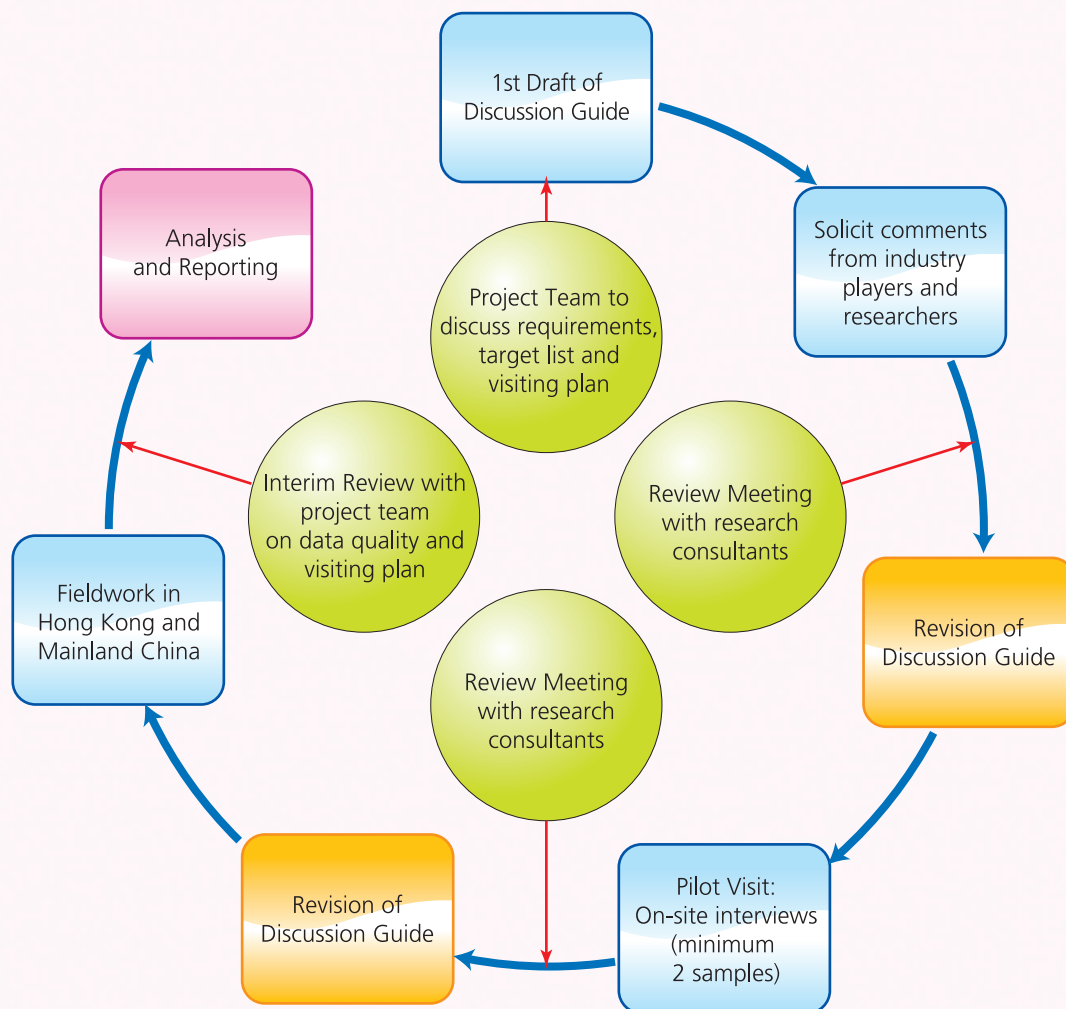 1st Draft of
Discussion Guide
Solicit comments
from industry
players and
researchers
Revision of
Discussion Guide
Pilot Visit:
On-site interviews
(minimum
2 samples)
Revision of
Discussion Guide
Fieldwork in
Hong Kong and
Mainland China
Analysis
and Reporting
Project Team to
discuss requirements,
target list and
visiting plan
Review Meeting
with research
consultants
Review Meeting
with research
consultants
Interim Review with
project team
on data quality and
visiting plan